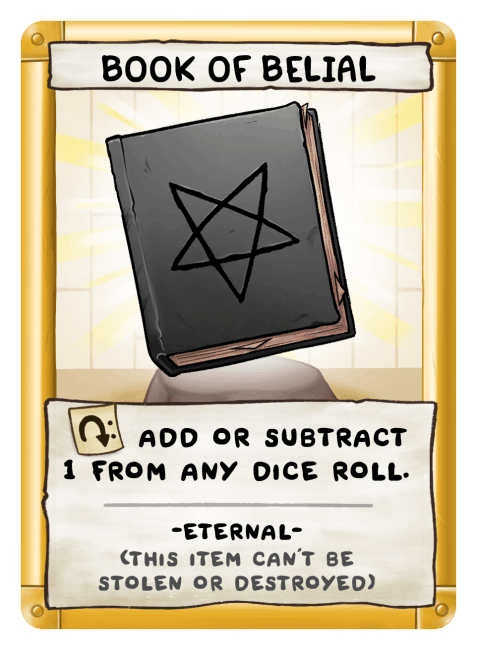 BOOK OF BELIAL
ADD OR SUBTRACT
1 FROM ANY DICE ROLL.
-ETERNAL-
(THIS ITEM CAN'T BE
STOLEN OR DESTROYED)